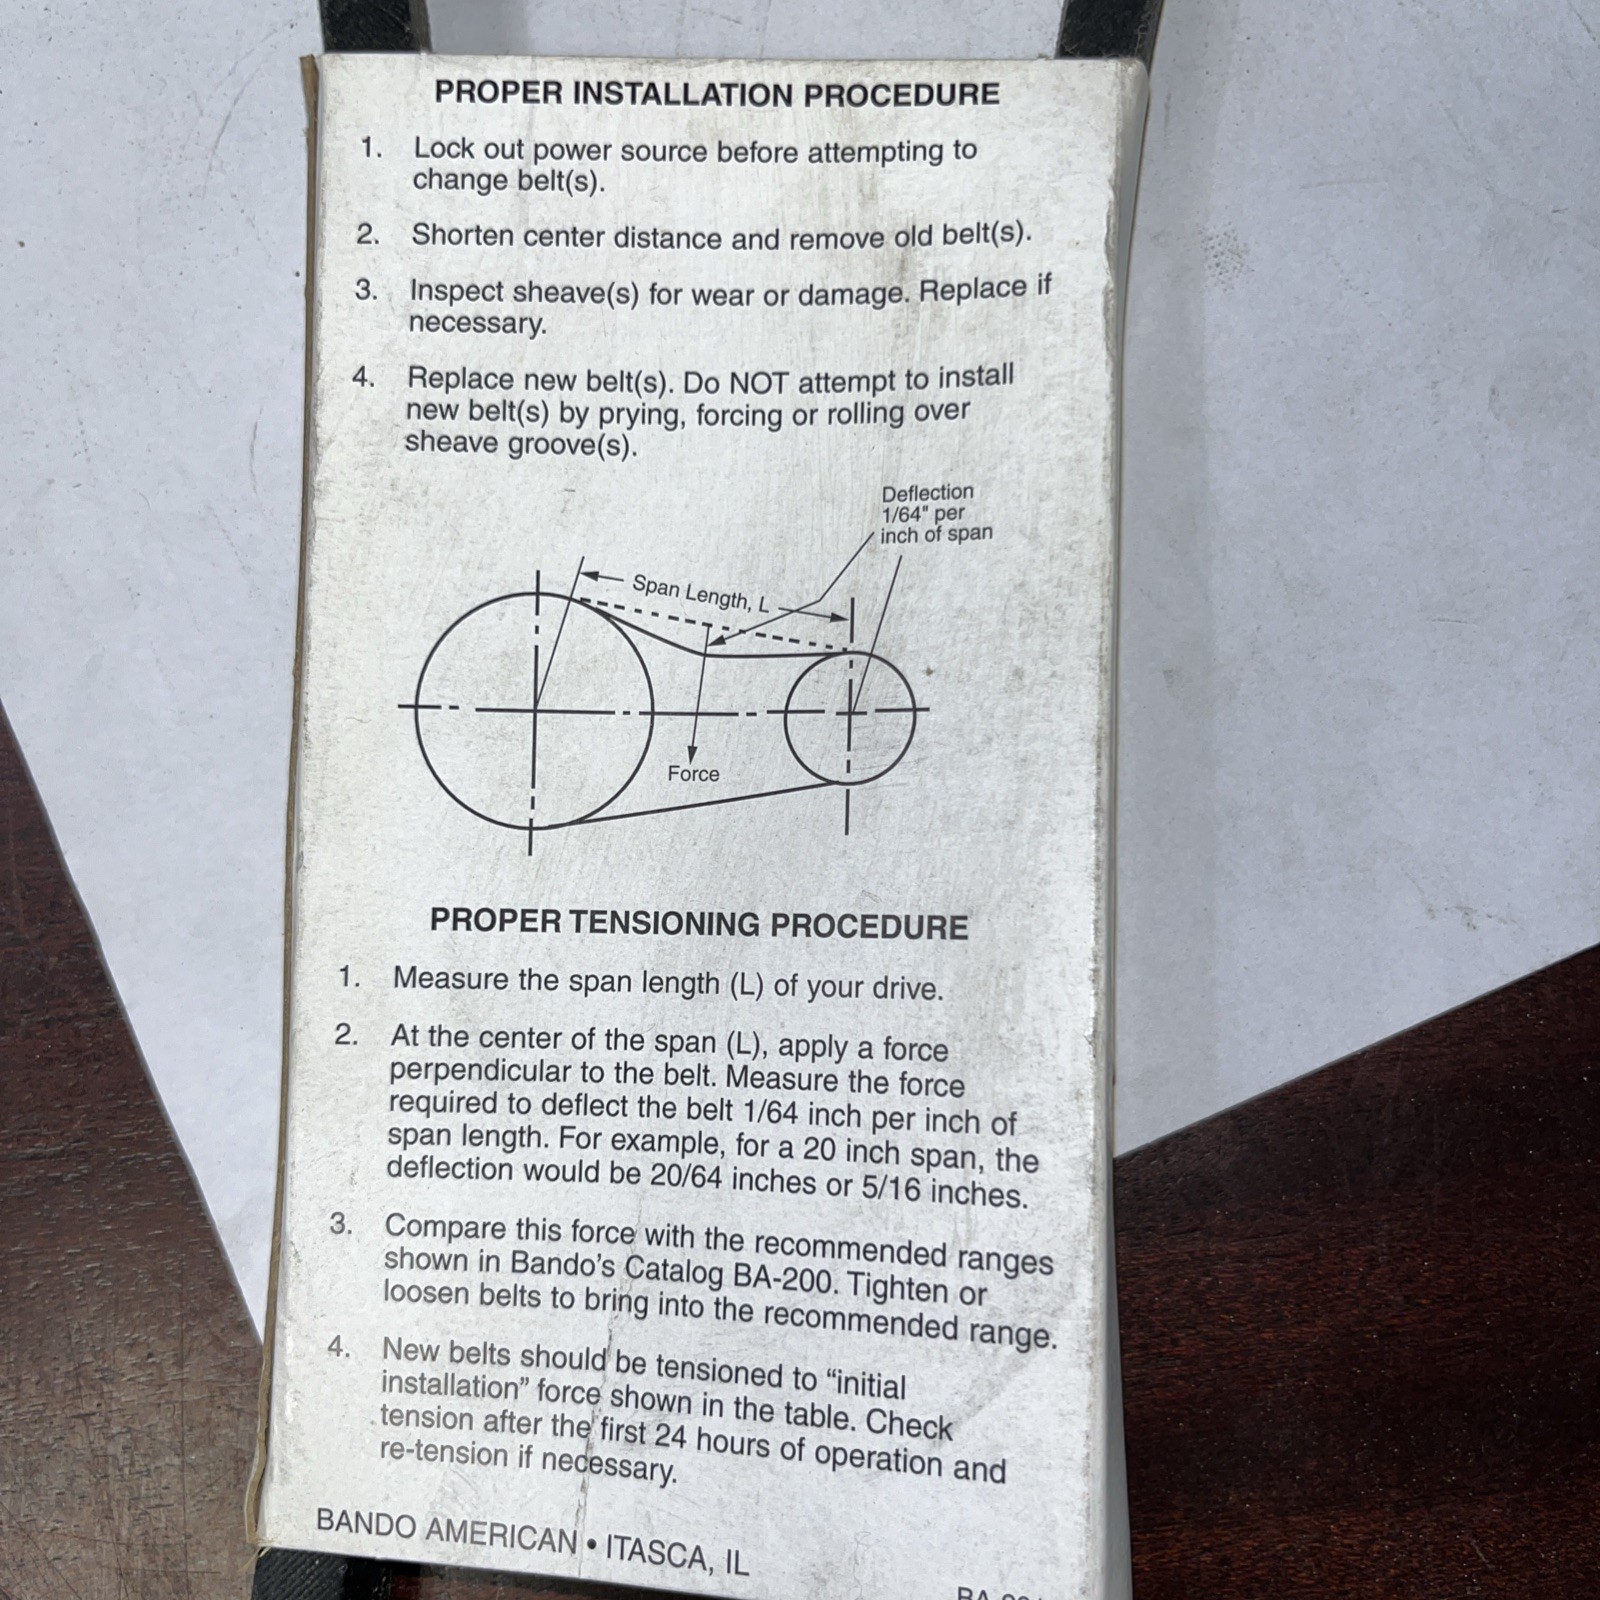 PROPER INSTALLATION PROCEDURE
1. Lock out power source before attempting to
change belt(s).
2. Shorten center distance and remove old belt(s).
3. Inspect sheave(s) for wear or damage. Replace if
necessary.
4. Replace new belt(s). Do NOT attempt to install
new belt(s) by prying, forcing or rolling over
sheave groove(s).
Deflection
1/64" per
inch of span
Span Length, L
Force
PROPER TENSIONING PROCEDURE
1. Measure the span length (L) of your drive.
2. At the center of the span (L), apply a force
perpendicular to the belt. Measure the force
required to deflect the belt 1/64 inch per inch of
span length. For example, for a 20 inch span, the
deflection would be 20/64 inches or 5/16 inches.
3. Compare this force with the recommended ranges
shown in Bando's Catalog BA-200. Tighten or
loosen belts to bring into the recommended range.
4. New belts should be tensioned to “initial
installation” force shown in the table. Check
tension after the first 24 hours of operation and
re-tension if necessary.
BANDO AMERICAN • ITASCA, IL